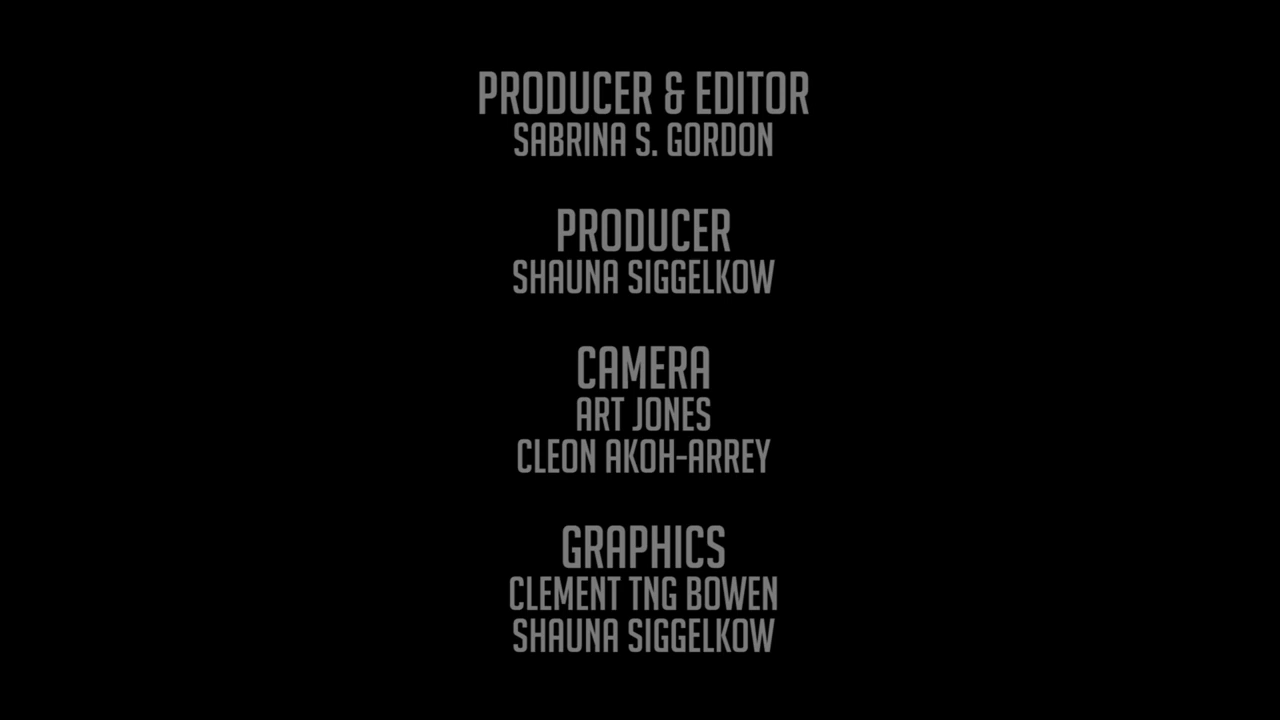 PRODUCER & EDITOR
SABRINA S. GORDON
PRODUCER
SHAUNA SIGGELKOW
CAMERA
ART JONES
CLEON AKOH-ARREY
GRAPHICS
CLEMENT TNG BOWEN
SHAUNA SIGGELKOW